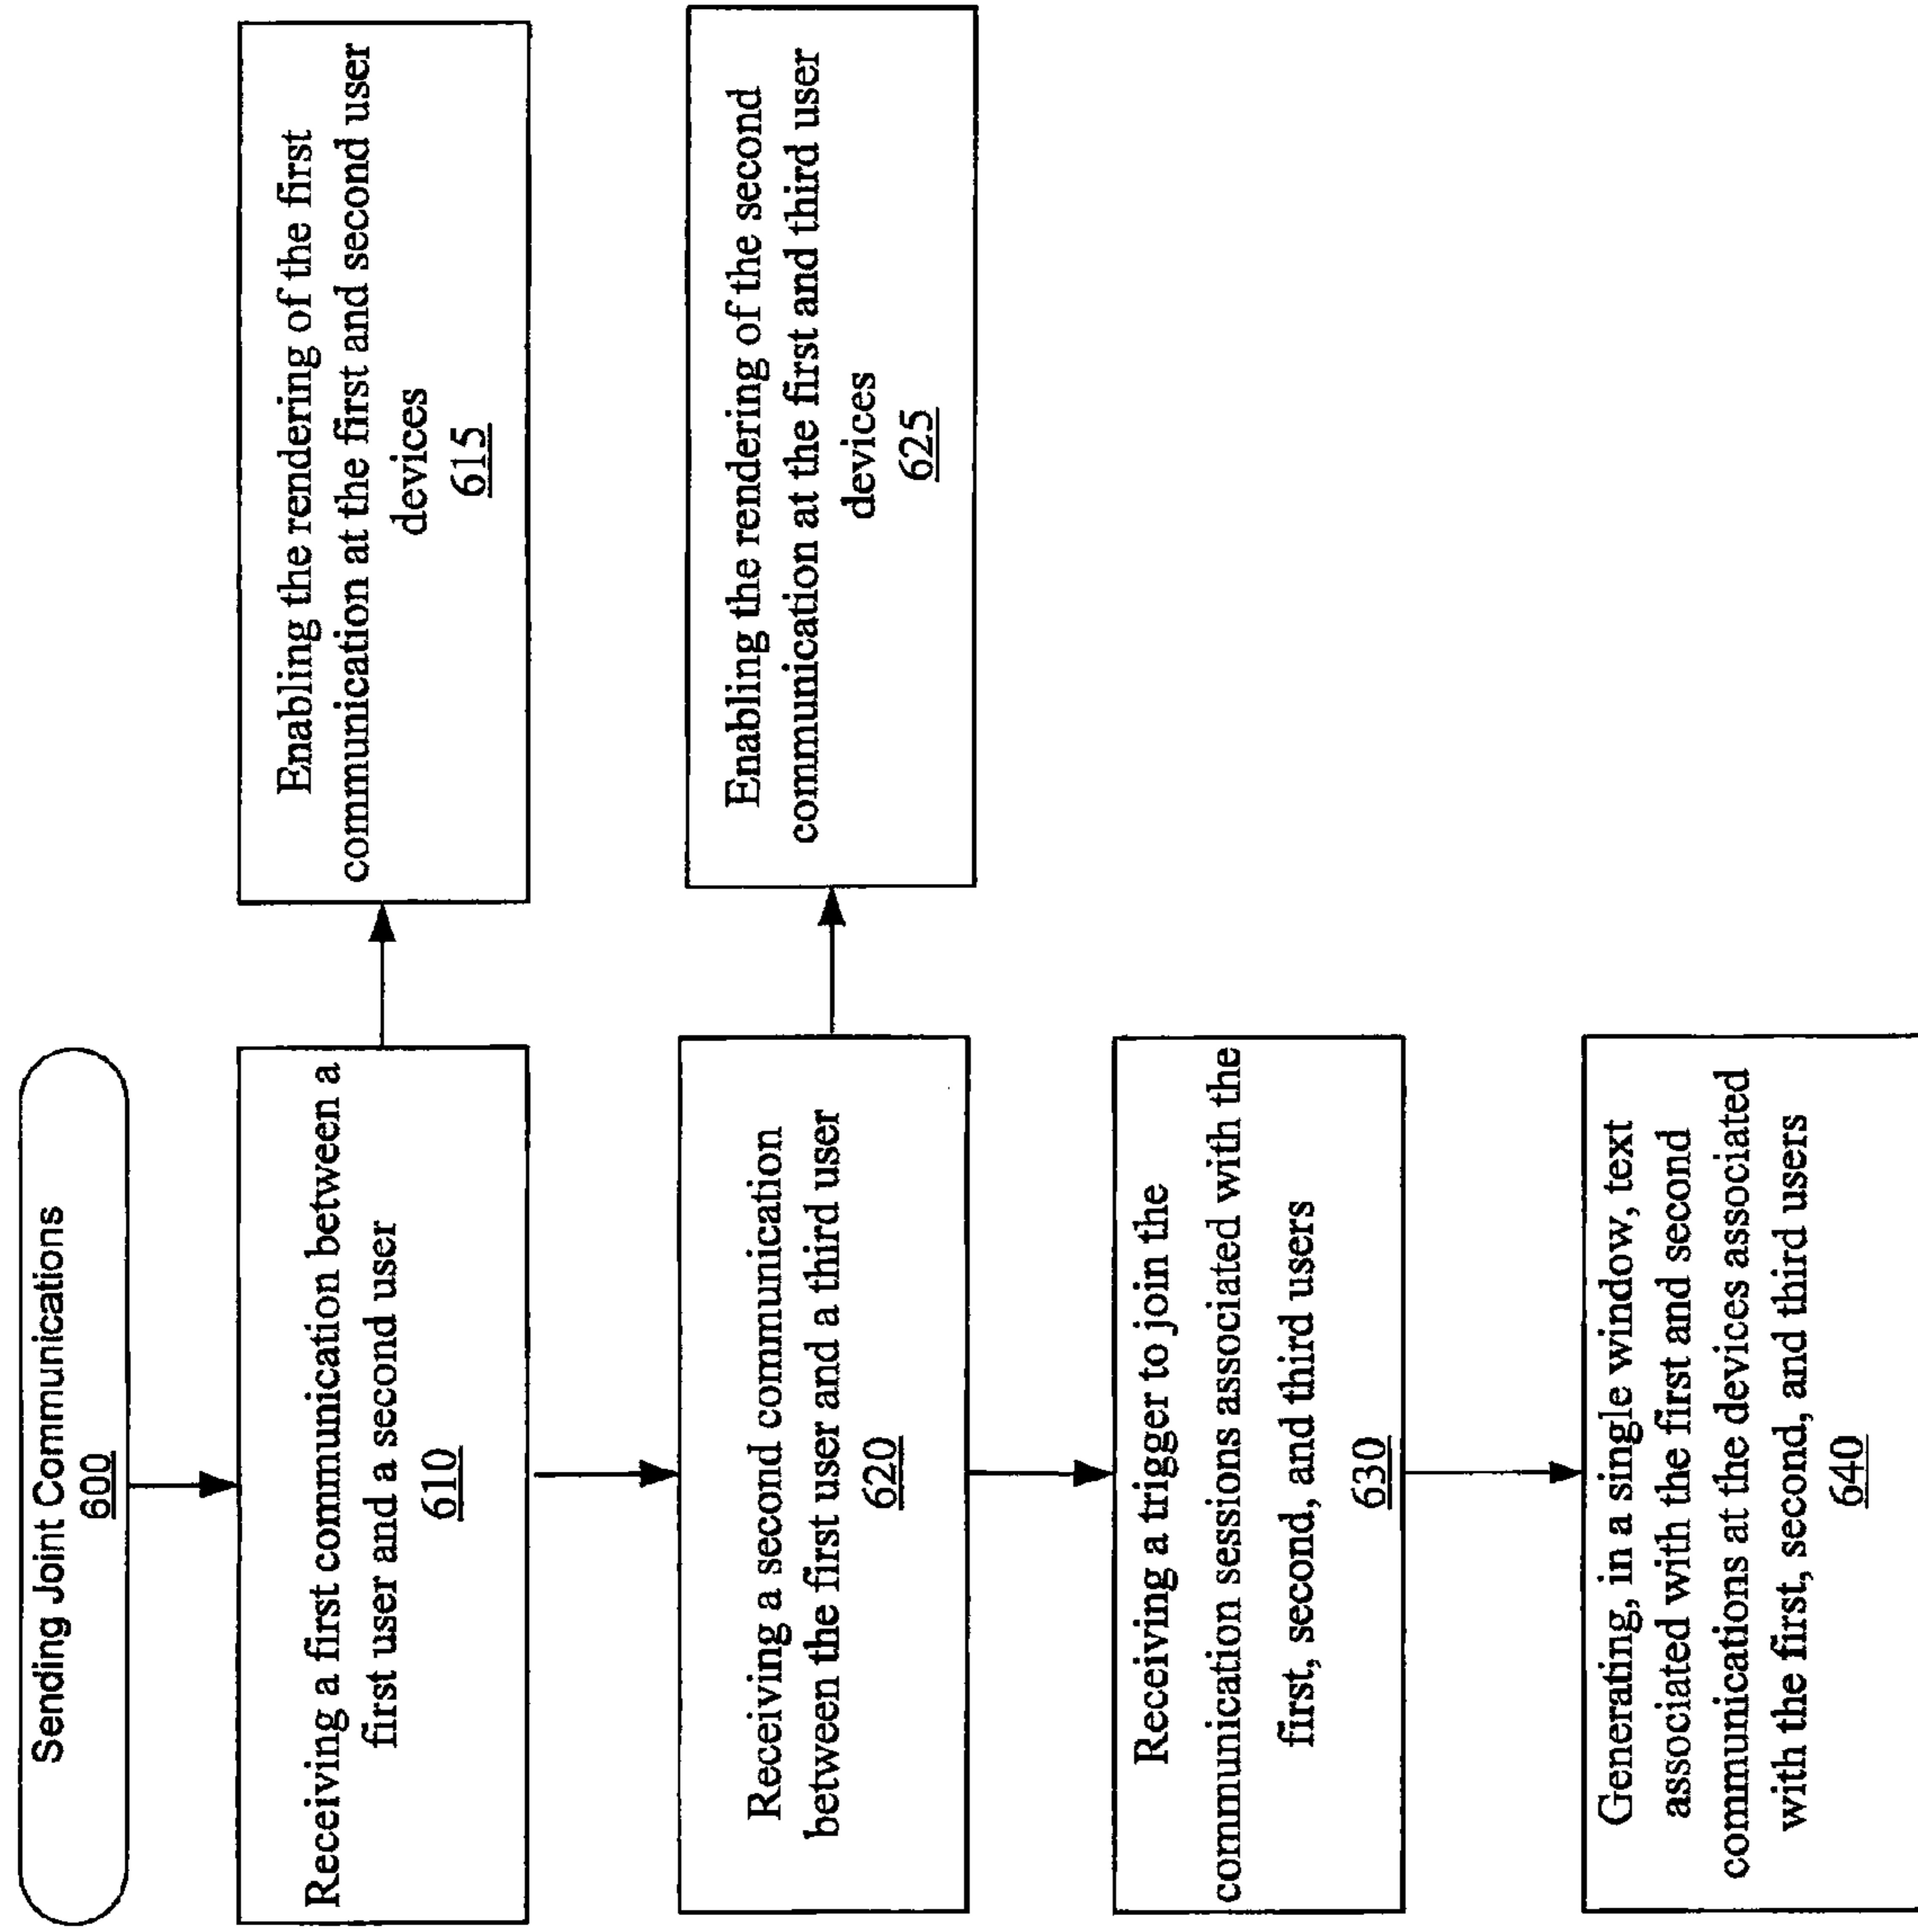 Sending Joint Communications
600
Receiving a first communication between a
first user and a second user
610
Enabling the rendering of the first
communication at the first and second user
devices
615
Receiving a second communication
between the first user and a third user
620
Enabling the rendering of the second
communication at the first and third user
devices
625
Receiving a trigger to join the
communication sessions associated with the
first, second, and third users
630
Generating, in a single window, text
associated with the first and second
communications at the devices associated
with the first, second, and third users
640